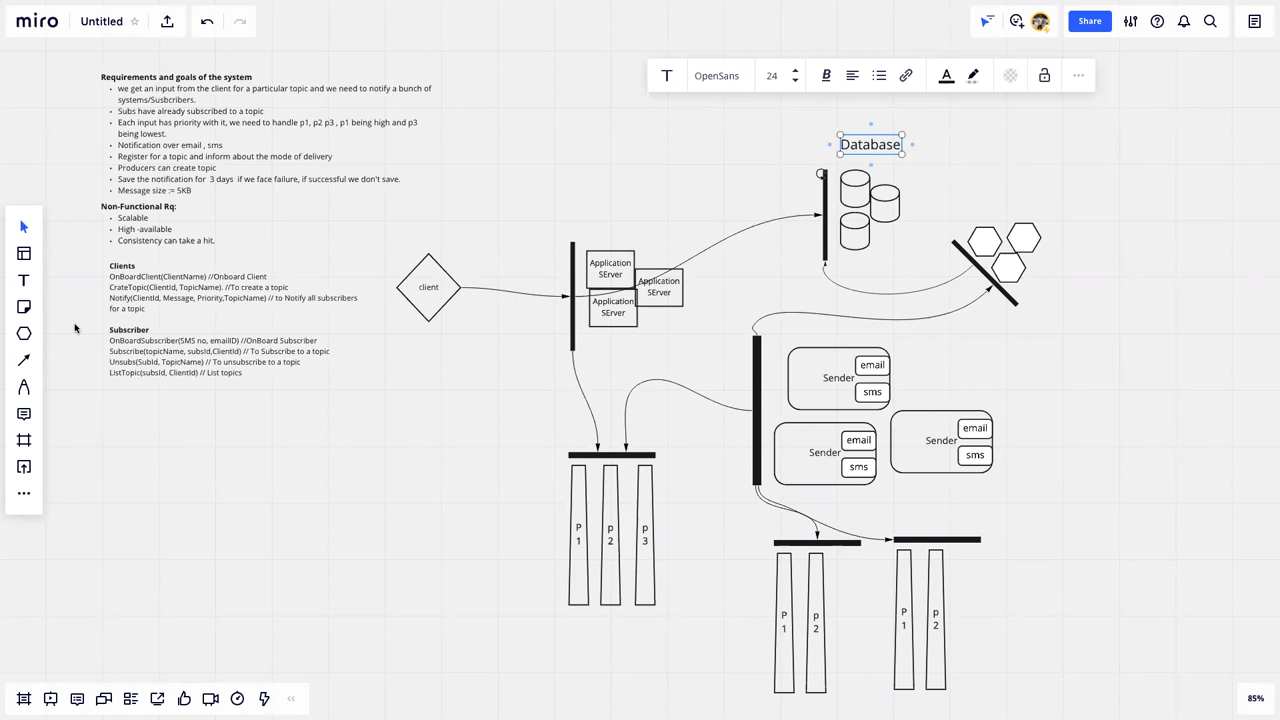 miro
Untitled
Share
OpenSans
24
B
A
Requirements and goals of the system
we get an input from the client for a particular topic and we need to notify a bunch of
systems/Susbcribers.
Subs have already subscribed to a topic
Each input has priority with it, we need to handle p1, p2 p3 , p1 being high and p3
being lowest.
Notification over email , sms
Register for a topic and inform about the mode of delivery
Producers can create topic
Save the notification for 3 days if we face failure, if successful we don't save.
Message size := 5KB
Non-Functional Rq:
Scalable
High -available
Consistency can take a hit.
Clients
OnBoardClient(ClientName) //Onboard Client
CrateTopic(ClientId, TopicName). //To create a topic
Notify(ClientId, Message, Priority,TopicName) // to Notify all subscribers
for a topic
Subscriber
OnBoardSubscriber(SMS no, emailID) //OnBoard Subscriber
Subscribe(topicName, subsId,ClientId) // To Subscribe to a topic
Unsubs(SubId, TopicName) // To unsubscribe to a topic
ListTopic(subsId, ClientId) // List topics
Database
client
Application
SErver
Application
SErver
Application
SErver
Sender
email
sms
Sender
email
sms
Sender
email
sms
P
1
p
2
p
3
P
1
p
2
P
1
p
2
85%